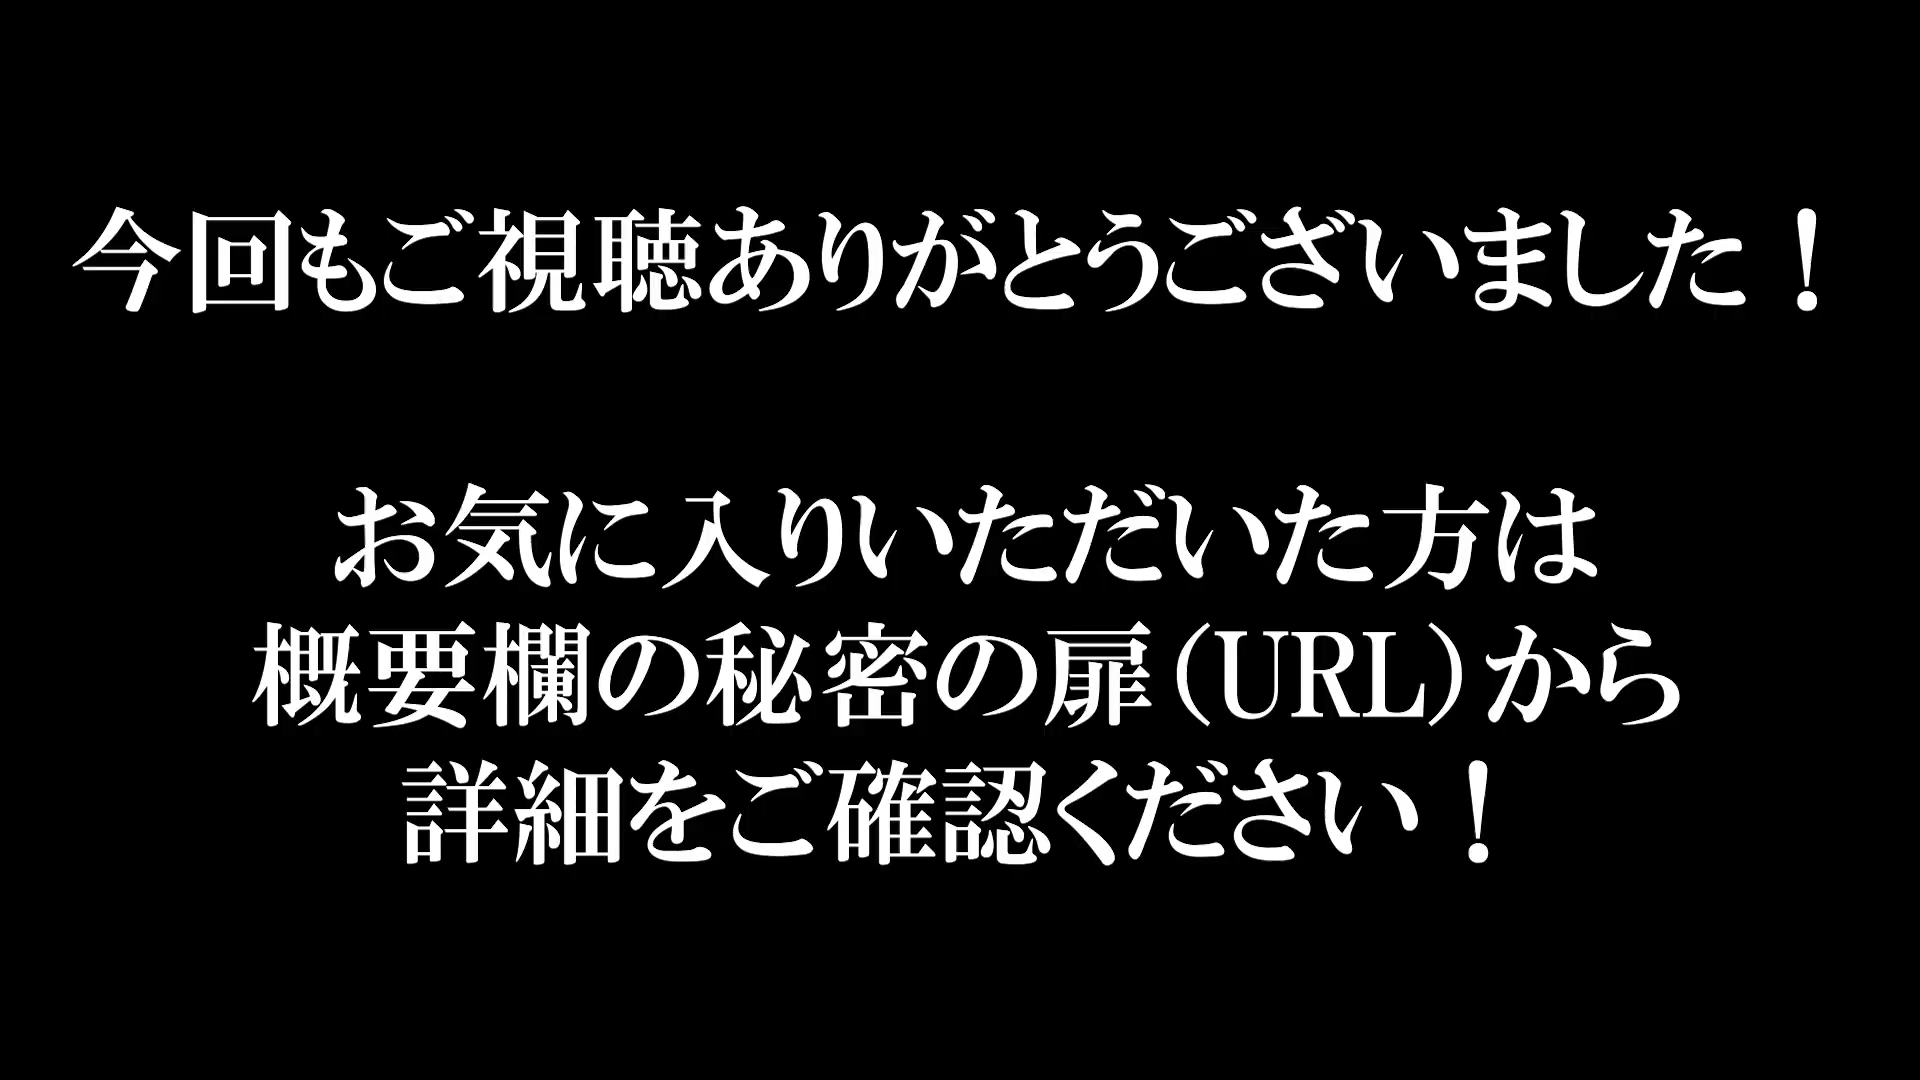 今回もご視聴ありがとうございました！
お気に入りいただいた方は
概要欄の秘密の扉（URL）から
詳細をご確認ください！